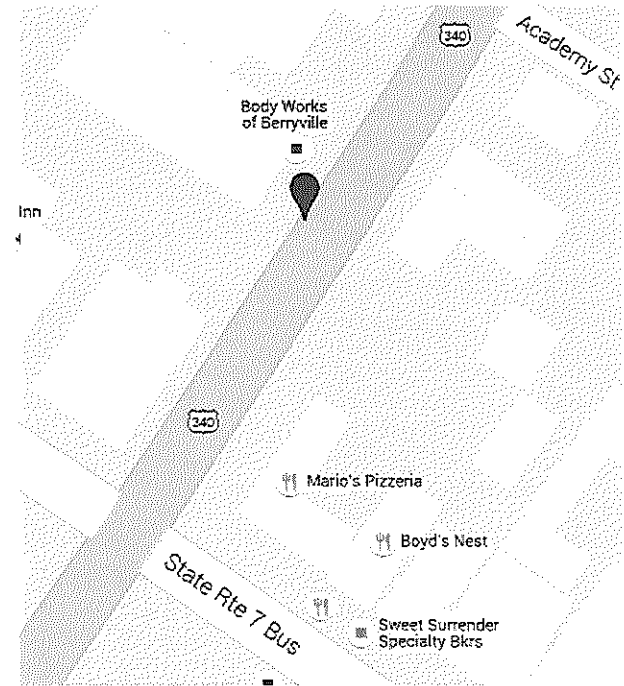 340
Academy St
Body Works
of Berryville
Inn
340
Mario's Pizzeria
Boyd's Nest
State Rte 7 Bus
Sweet Surrender
Specialty Bkrs